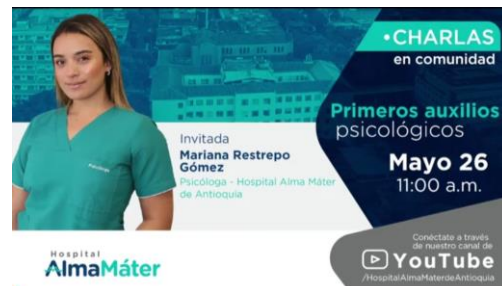 •CHARLAS
en comunidad
Primeros auxilios
psicológicos
Mayo 26
11:00 a.m.
Invitada
Mariana Restrepo
Gómez
Psicóloga - Hospital Alma Máter
de Antioquia
Conéctate a través
de nuestro canal de
YouTube
/HospitalAlmaMaterdeAntioquia
Hospital
AlmaMáter